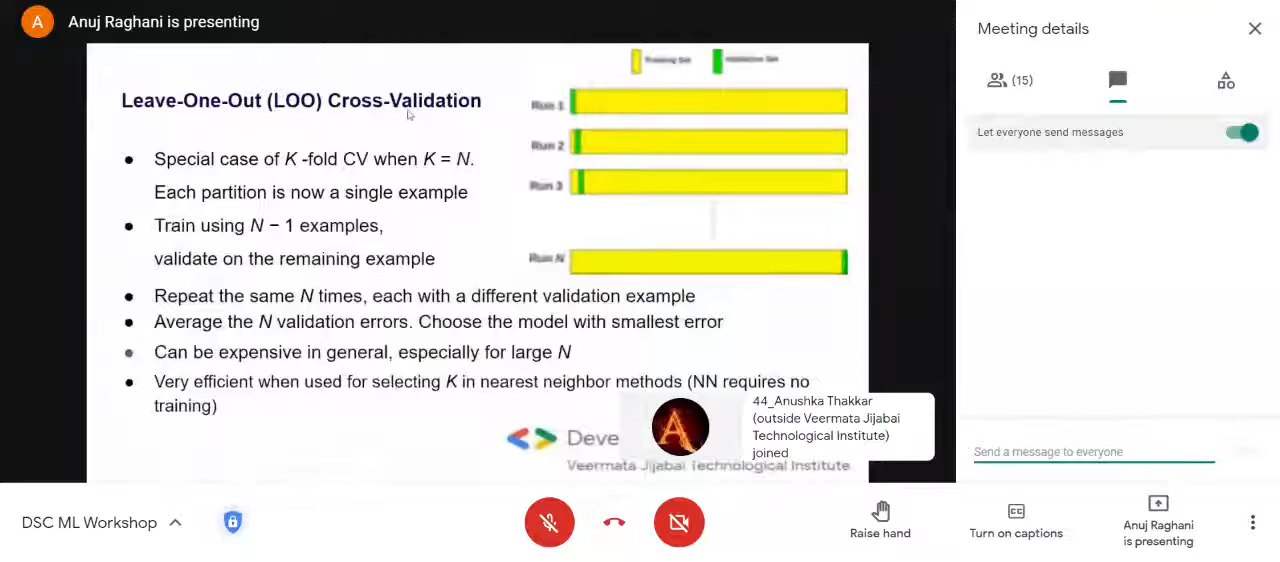 A
Anuj Raghani is presenting
Leave-One-Out (LOO) Cross-Validation
Special case of K -fold CV when K = N.
Each partition is now a single example
Train using N − 1 examples,
validate on the remaining example
Repeat the same N times, each with a different validation example
Average the N validation errors. Choose the model with smallest error
Can be expensive in general, especially for large N
Very efficient when used for selecting K in nearest neighbor methods (NN requires no
training)
Training Set
Validation Set
Run 1
Run 2
Run 3
Run N
Deve
Veermata Jijabai Technological Institute
A
44_Anushka Thakkar
(outside Veermata Jijabai
Technological Institute)
joined
Meeting details
(15)
Let everyone send messages
Send a message to everyone
DSC ML Workshop
Raise hand
CC
Turn on captions
Anuj Raghani
is presenting